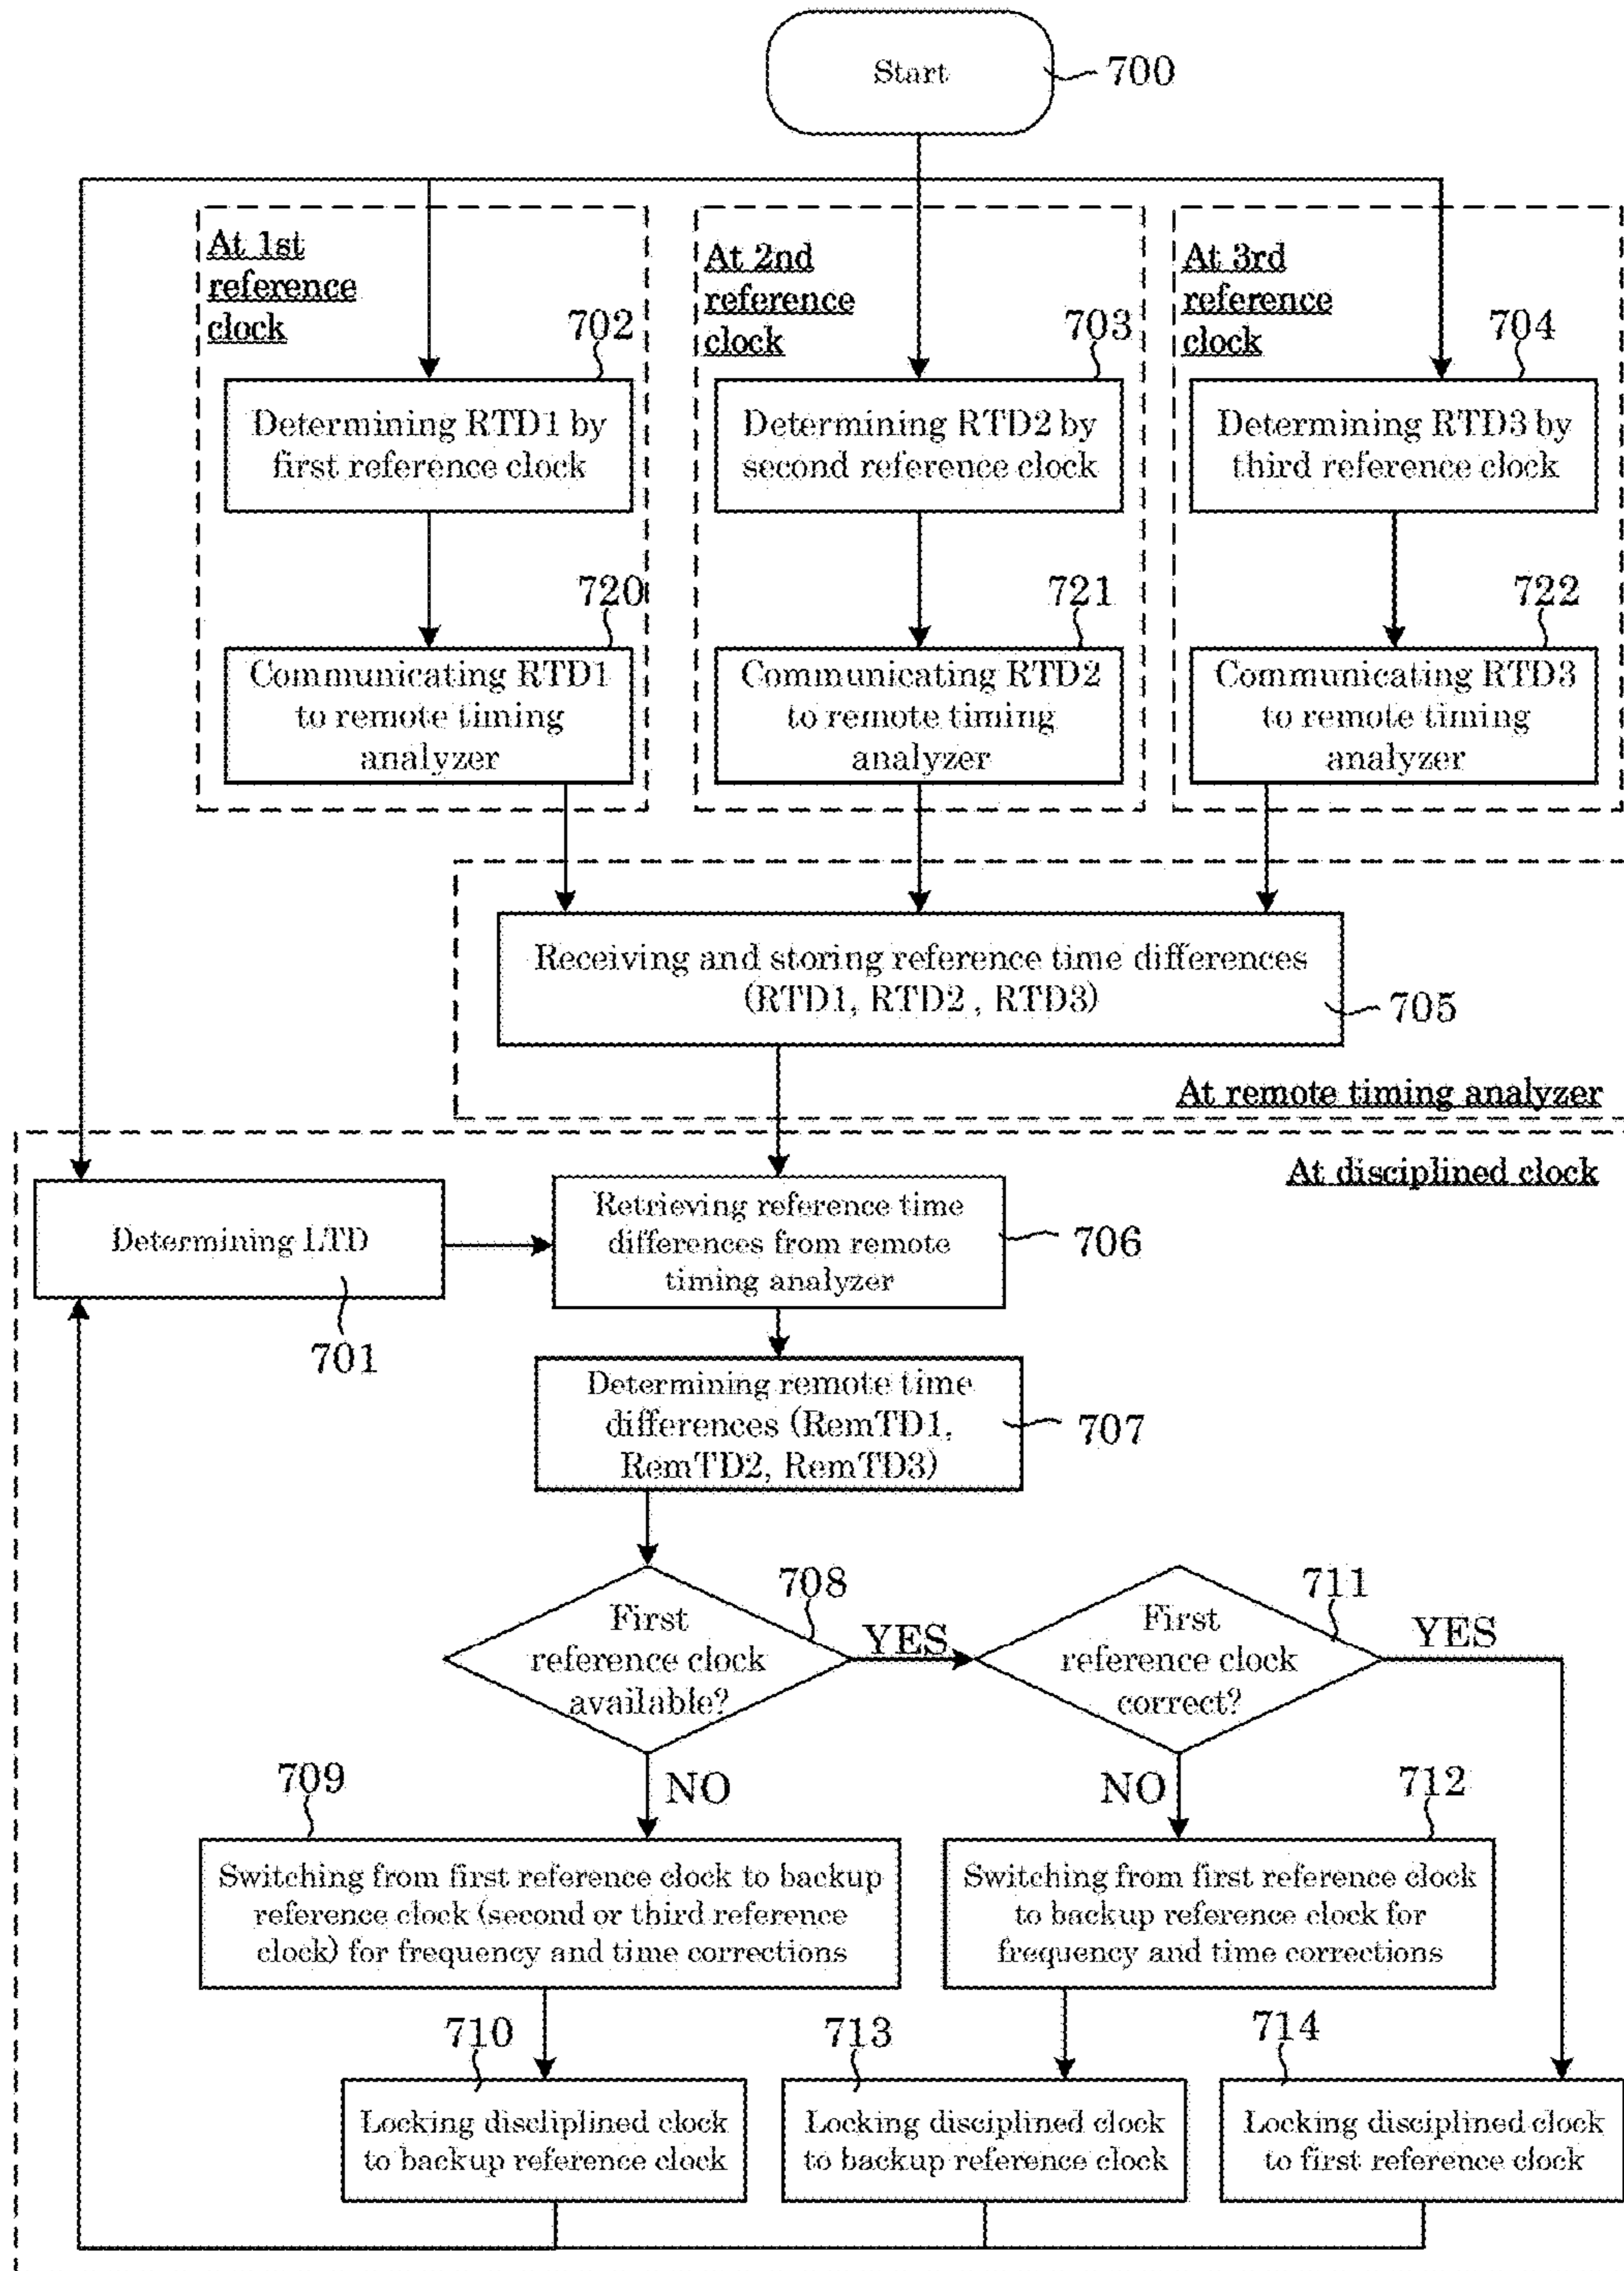 Start
700
At 1st
reference
clock
702
Determining RTD1 by
first reference clock
720
Communicating RTD1
to remote timing
analyzer
At 2nd
reference
clock
703
Determining RTD2 by
second reference clock
721
Communicating RTD2
to remote timing
analyzer
At 3rd
reference
clock
704
Determining RTD3 by
third reference clock
722
Communicating RTD3
to remote timing
analyzer
Receiving and storing reference time differences
(RTD1, RTD2 , RTD3)
705
At remote timing analyzer
At disciplined clock
Determining LTD
701
Retrieving reference time
differences from remote
timing analyzer
706
Determining remote time
differences (RemTD1,
RemTD2, RemTD3)
707
708
First
reference clock
available?
YES
711
First
reference clock
correct?
YES
NO
NO
709
Switching from first reference clock to backup
reference clock (second or third reference
clock) for frequency and time corrections
712
Switching from first reference clock
to backup reference clock for
frequency and time corrections
710
Locking discliplined clock
to backup reference clock
713
Locking disciplined clock
to backup reference clock
714
Locking disciplined clock
to first reference clock